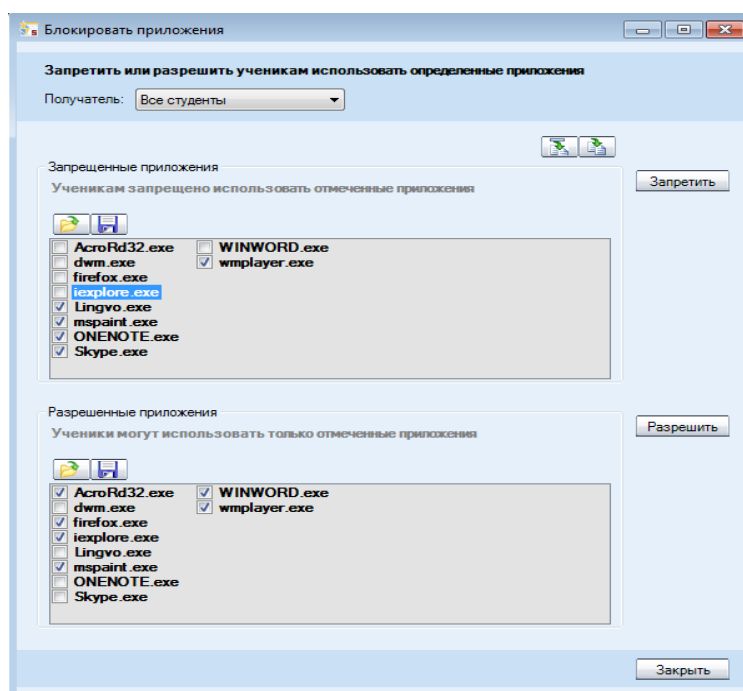 Блокировать приложения
Запретить или разрешить ученикам использовать определенные приложения
Получатель: Все студенты
Запрещенные приложения
Ученикам запрещено использовать отмеченные приложения
Запретить
AcroRd32.exe WINWORD.exe
dwm.exe wmplayer.exe
firefox.exe
iexplore.exe
Lingvo.exe
mspaint.exe
ONENOTE.exe
Skype.exe
Разрешенные приложения
Ученики могут использовать только отмеченные приложения
Разрешить
AcroRd32.exe WINWORD.exe
dwm.exe wmplayer.exe
firefox.exe
iexplore.exe
Lingvo.exe
mspaint.exe
ONENOTE.exe
Skype.exe
Закрыть